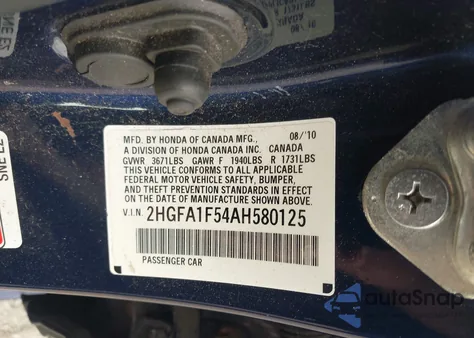 MFD. BY HONDA OF CANADA MFG., 08/10
A DIVISION OF HONDA CANADA INC. CANADA
GVWR 3671LBS GAWR F 1940LBS R 1731LBS
THIS VEHICLE CONFORMS TO ALL APPLICABLE
FEDERAL MOTOR VEHICLE SAFETY, BUMPER,
AND THEFT PREVENTION STANDARDS IN EFFECT
ON THE DATE OF MANUFACTURE SHOWN ABOVE.
V.I.N. 2HGFA1F54AH580125
PASSENGER CAR
autoSnap